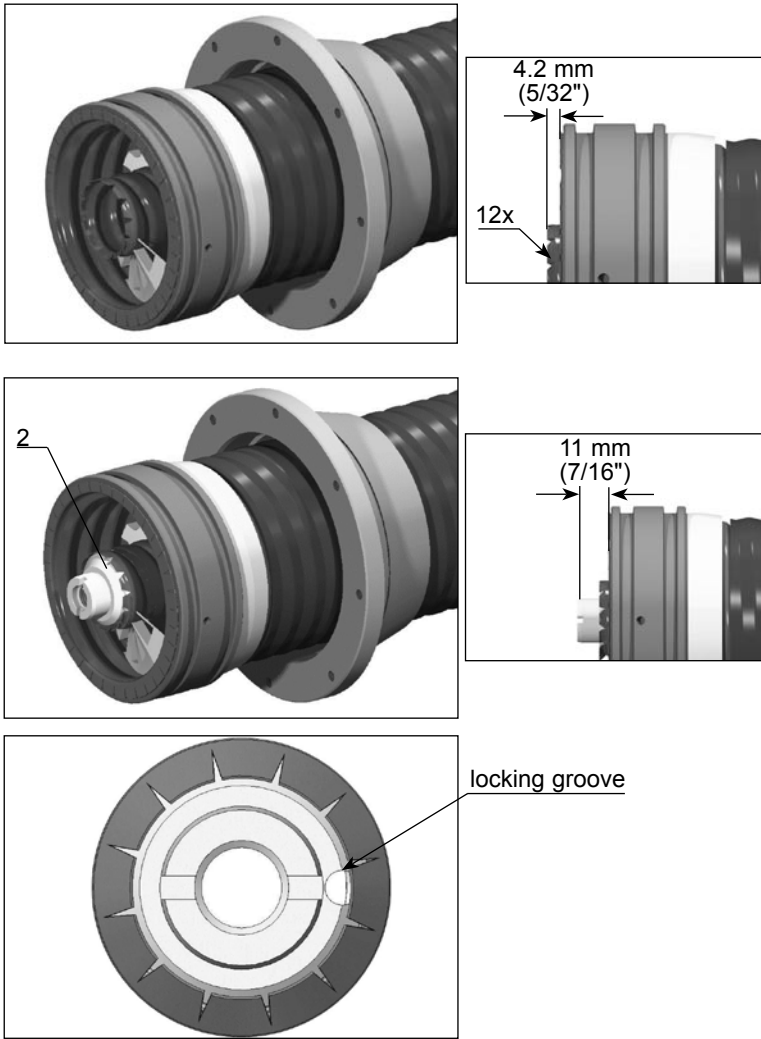 4.2 mm
(5/32")
12x
2
11 mm
(7/16")
locking groove